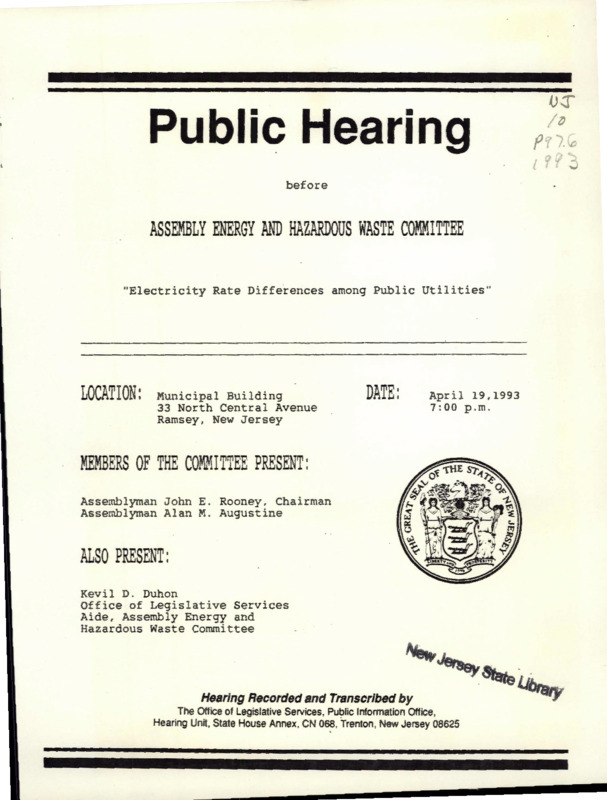 Public Hearing
NJ
10
P97.6
1993
before
ASSEMBLY ENERGY AND HAZARDOUS WASTE COMMITTEE
"Electricity Rate Differences among Public Utilities"
LOCATION: Municipal Building
33 North Central Avenue
Ramsey, New Jersey
DATE: April 19,1993
7:00 p.m.
MEMBERS OF THE COMMITTEE PRESENT:
Assemblyman John E. Rooney, Chairman
Assemblyman Alan M. Augustine
THE GREAT SEAL OF THE STATE OF NEW JERSEY
ALSO PRESENT:
Kevil D. Duhon
Office of Legislative Services
Aide, Assembly Energy and
Hazardous Waste Committee
New Jersey State Library
Hearing Recorded and Transcribed by
The Office of Legislative Services, Public Information Office,
Hearing Unit, State House Annex, CN 068, Trenton, New Jersey 08625